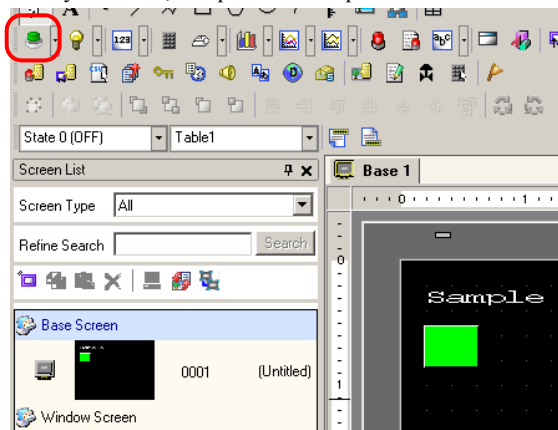 A
123
State 0 (OFF) Table1
Screen List
Base 1
Screen Type All
Refine Search Search
Sample
Base Screen
0001 (Untitled)
Window Screen